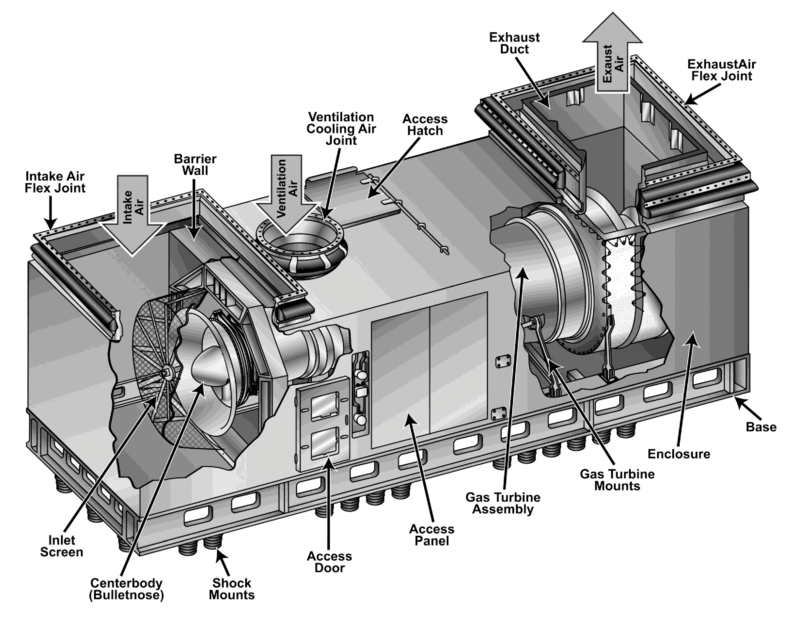 Exhaust
Duct
Exaust
Air
ExhaustAir
Flex Joint
Ventilation
Cooling Air
Joint
Access
Hatch
Barrier
Wall
Intake Air
Flex Joint
Intake
Air
Ventilation
Air
Base
Enclosure
Gas Turbine
Mounts
Gas Turbine
Assembly
Access
Panel
Access
Door
Inlet
Screen
Centerbody
(Bulletnose)
Shock
Mounts